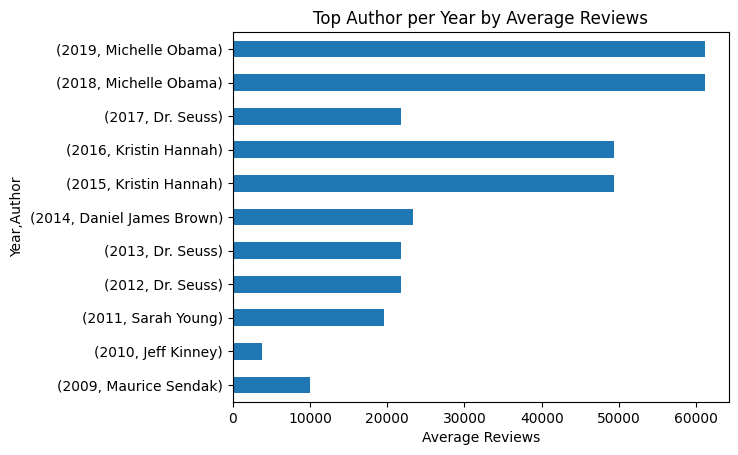 Top Author per Year by Average Reviews
(2019, Michelle Obama)
(2018, Michelle Obama)
(2017, Dr. Seuss)
(2016, Kristin Hannah)
(2015, Kristin Hannah)
(2014, Daniel James Brown)
(2013, Dr. Seuss)
(2012, Dr. Seuss)
(2011, Sarah Young)
(2010, Jeff Kinney)
(2009, Maurice Sendak)
Year,Author
0 10000 20000 30000 40000 50000 60000
Average Reviews